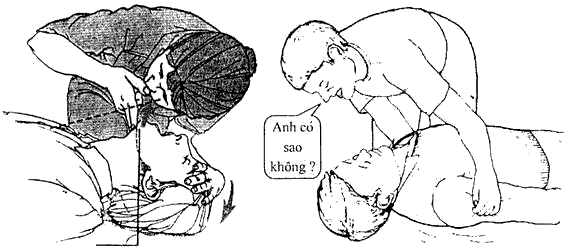 Anh có
sao
không ?